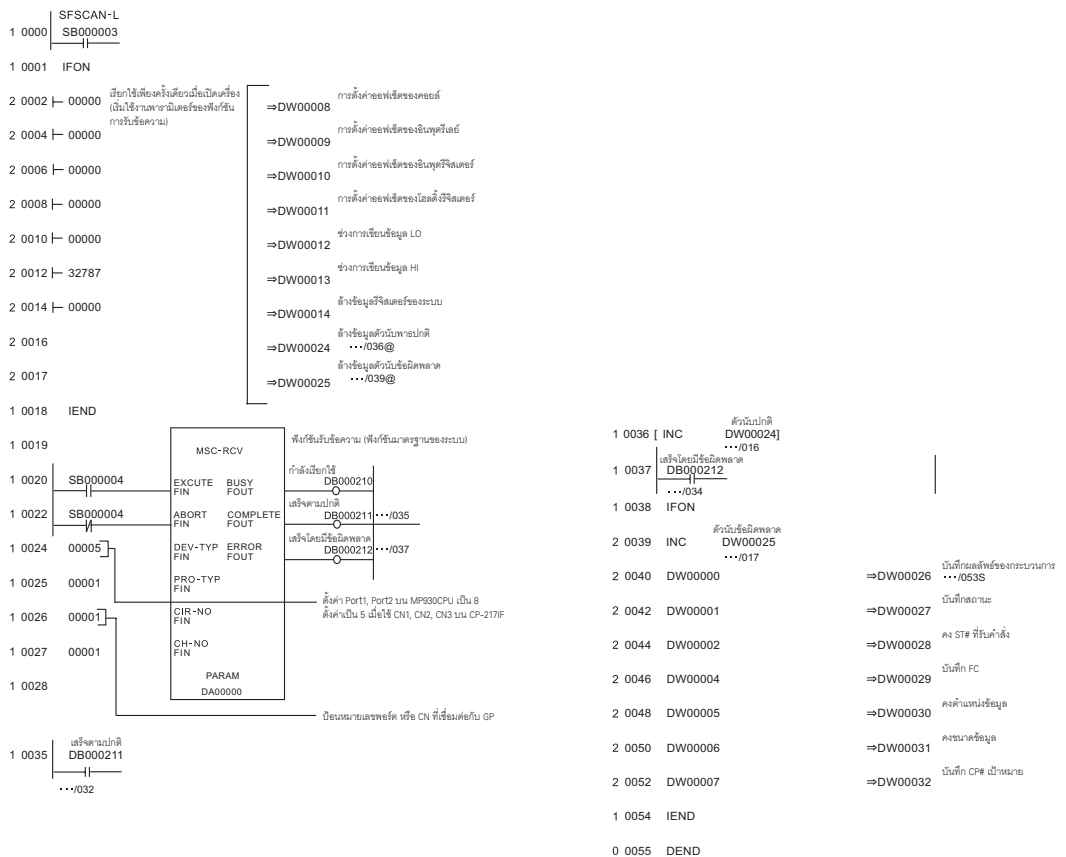 SFSCAN-L
1 0000 SB000003
1 0001 IFON
2 0002 00000 เรียกใช้เพียงครั้งเดียวเมื่อเปิดเครื่อง
(เริ่มใช้งานพารามิเตอร์ของฟังก์ชัน
การรับข้อความ)
⇒DW00008 การตั้งค่าออฟเซ็ตของคอยล์
2 0004 00000 ⇒DW00009 การตั้งค่าออฟเซ็ตของอินพุตรีเลย์
2 0006 00000 ⇒DW00010 การตั้งค่าออฟเซ็ตของอินพุตรีจิสเตอร์
2 0008 00000 ⇒DW00011 การตั้งค่าออฟเซ็ตของโฮลดิ้งรีจิสเตอร์
2 0010 00000 ⇒DW00012 ช่วงการเขียนข้อมูล LO
2 0012 32787 ⇒DW00013 ช่วงการเขียนข้อมูล HI
2 0014 00000 ⇒DW00014 ล้างข้อมูลรีจิสเตอร์ของระบบ
2 0016 ⇒DW00024 ล้างข้อมูลตัวนับพาธปกติ
···/036@
2 0017 ⇒DW00025 ล้างข้อมูลตัวนับข้อผิดพลาด
···/039@
1 0018 IEND
1 0019 MSC-RCV ฟังก์ชันรับข้อความ (ฟังก์ชันมาตรฐานของระบบ)
กำลังเรียกใช้
1 0020 SB000004 EXCUTE BUSY DB000210
FIN FOUT
เสร็จตามปกติ
1 0022 SB000004 ABORT COMPLETE DB000211 ···/035
FIN FOUT
เสร็จโดยมีข้อผิดพลาด
1 0024 00005 DEV-TYP ERROR DB000212 ···/037
FIN FOUT
1 0025 00001 PRO-TYP
FIN
ตั้งค่า Port1, Port2 บน MP930CPU เป็น 8
ตั้งค่าเป็น 5 เมื่อใช้ CN1, CN2, CN3 บน CP-217IF
1 0026 00001 CIR-NO
FIN
1 0027 00001 CH-NO
FIN
1 0028 PARAM
DA00000
ป้อนหมายเลขพอร์ต หรือ CN ที่เชื่อมต่อกับ GP
เสร็จตามปกติ
1 0035 DB000211
···/032
ตัวนับปกติ
1 0036 [ INC DW00024]
···/016
เสร็จโดยมีข้อผิดพลาด
1 0037 DB000212
···/034
1 0038 IFON
ตัวนับข้อผิดพลาด
2 0039 INC DW00025
···/017
2 0040 DW00000 ⇒DW00026 บันทึกผลลัพธ์ของกระบวนการ
···/053S
2 0042 DW00001 ⇒DW00027 บันทึกสถานะ
2 0044 DW00002 ⇒DW00028 คง ST# ที่รับคำสั่ง
2 0046 DW00004 ⇒DW00029 บันทึก FC
2 0048 DW00005 ⇒DW00030 คงตำแหน่งข้อมูล
2 0050 DW00006 ⇒DW00031 คงขนาดข้อมูล
2 0052 DW00007 ⇒DW00032 บันทึก CP# เป้าหมาย
1 0054 IEND
0 0055 DEND